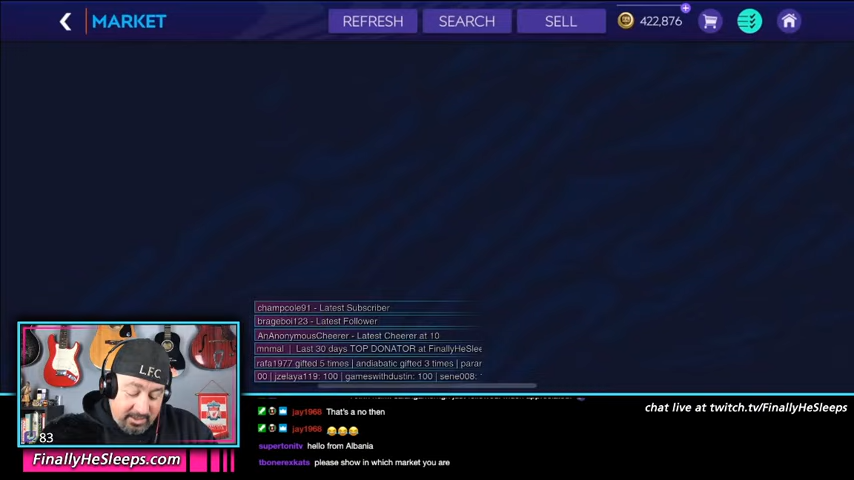 MARKET
REFRESH
SEARCH
SELL
422,876
champcole91 - Latest Subscriber
brageboi123 - Latest Follower
AnAnonymousCheerer - Latest Cheerer at 10
mnmal | Last 30 days TOP DONATOR at FinallyHeSlee
rafa1977 gifted 5 times | andiabatic gifted 3 times | parar
00 | jzelaya119: 100 | gameswithdustin: 100 | sene008:
L.F.C
83
FinallyHeSleeps.com
jay1968 That's a no then
jay1968 😂😂😂
supertonitv hello from Albania
tbonerexkats please show in which market you are
chat live at twitch.tv/FinallyHeSleeps